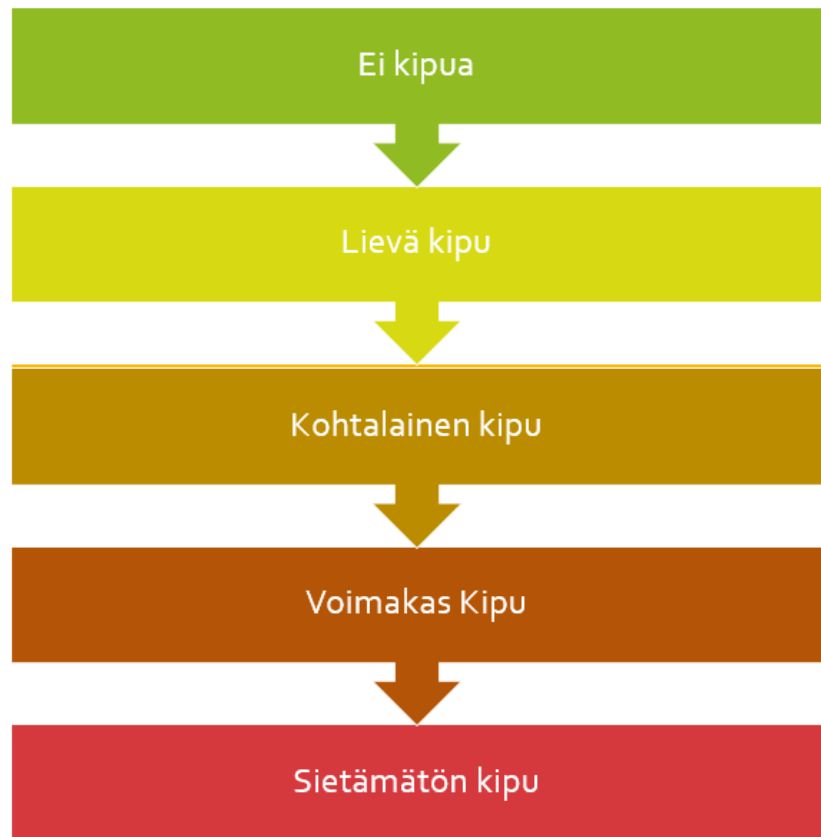 Ei kipua
Lievä kipu
Kohtalainen kipu
Voimakas Kipu
Sietämätön kipu